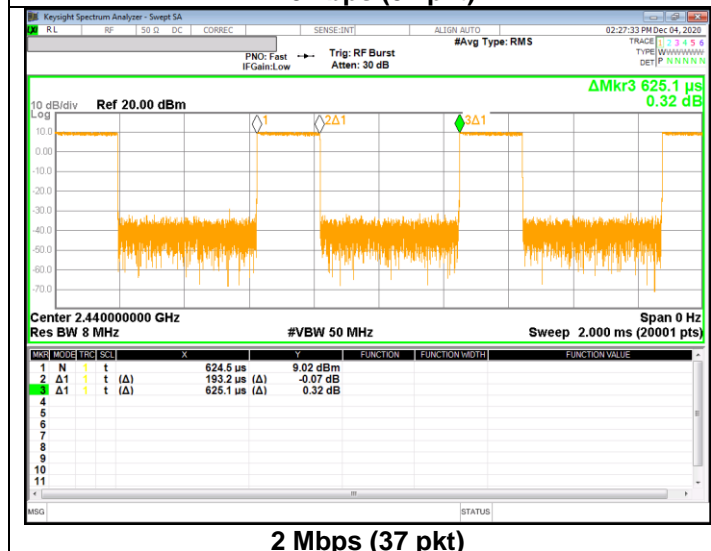 Keysight Spectrum Analyzer - Swept SA
LXI RL RF 50 Ω DC CORREC SENSE:INT ALIGN AUTO 02:27:33 PM Dec 04, 2020
#Avg Type: RMS TRACE 1 2 3 4 5 6
PNO: Fast Trig: RF Burst TYPE WWWWWW
IFGain:Low Atten: 30 dB DET P N N N N N
ΔMkr3 625.1 µs
10 dB/div Ref 20.00 dBm 0.32 dB
Log
1 2Δ1 3Δ1
10.0
0.00
-10.0
-20.0
-30.0
-40.0
-50.0
-60.0
-70.0
Center 2.440000000 GHz Span 0 Hz
Res BW 8 MHz #VBW 50 MHz Sweep 2.000 ms (20001 pts)
MKR MODE TRC SCL X Y FUNCTION FUNCTION WIDTH FUNCTION VALUE
1 N 1 t 624.5 µs 9.02 dBm
2 Δ1 1 t (Δ) 193.2 µs (Δ) -0.07 dB
3 Δ1 1 t (Δ) 625.1 µs (Δ) 0.32 dB
4
5
6
7
8
9
10
11
MSG STATUS
2 Mbps (37 pkt)